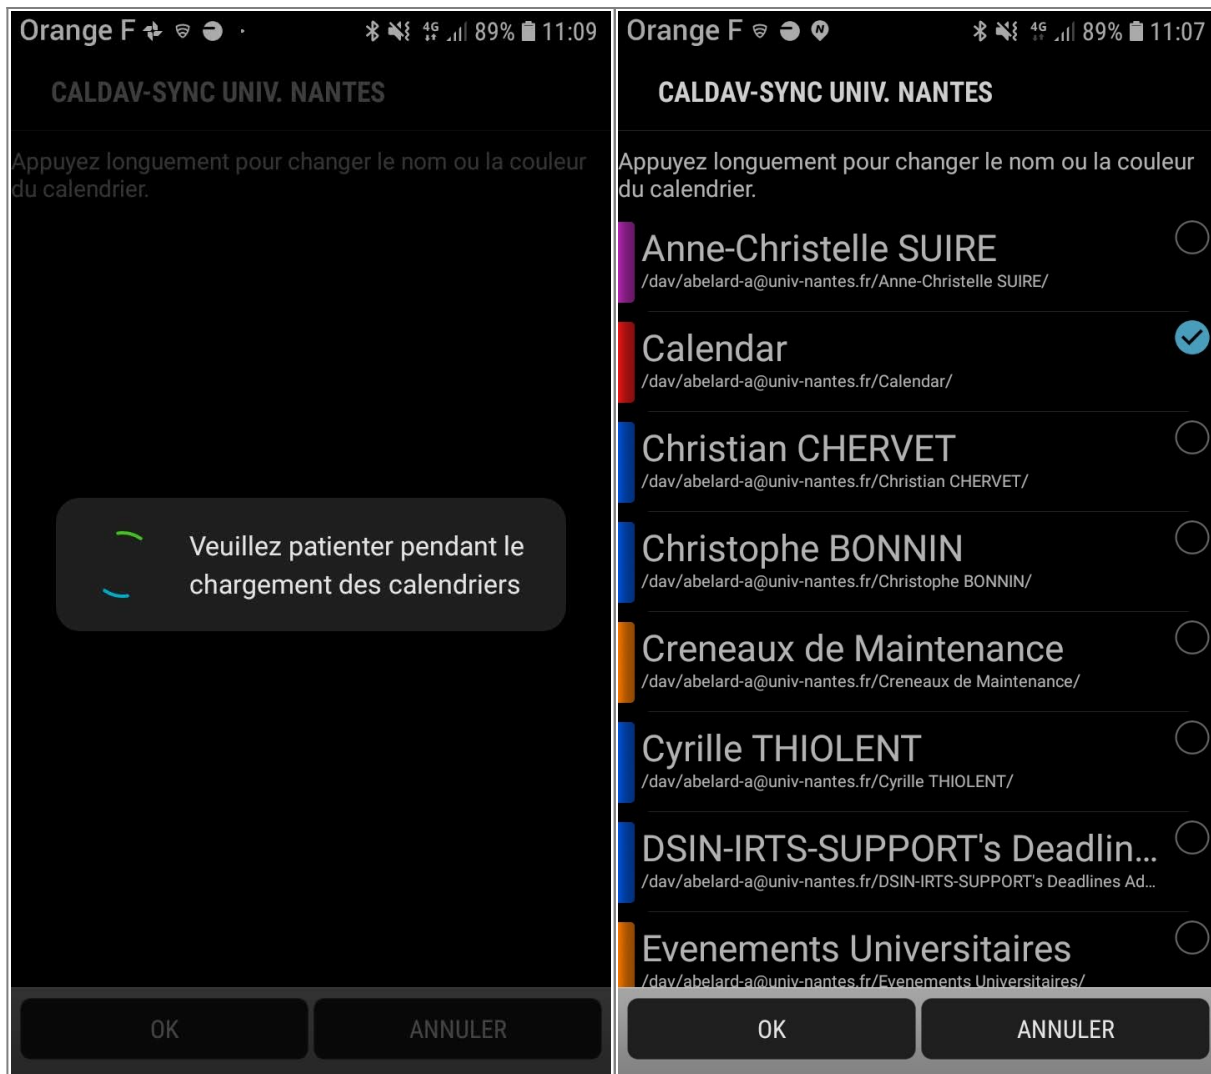 Orange F 4G 89% 11:09
CALDAV-SYNC UNIV. NANTES
Appuyez longuement pour changer le nom ou la couleur
du calendrier.
Veuillez patienter pendant le
chargement des calendriers
OK
ANNULER
Orange F N 4G 89% 11:07
CALDAV-SYNC UNIV. NANTES
Appuyez longuement pour changer le nom ou la couleur
du calendrier.
Anne-Christelle SUIRE
/dav/abelard-a@univ-nantes.fr/Anne-Christelle SUIRE/
Calendar
/dav/abelard-a@univ-nantes.fr/Calendar/
Christian CHERVET
/dav/abelard-a@univ-nantes.fr/Christian CHERVET/
Christophe BONNIN
/dav/abelard-a@univ-nantes.fr/Christophe BONNIN/
Creneaux de Maintenance
/dav/abelard-a@univ-nantes.fr/Creneaux de Maintenance/
Cyrille THIOLENT
/dav/abelard-a@univ-nantes.fr/Cyrille THIOLENT/
DSIN-IRTS-SUPPORT's Deadlin...
/dav/abelard-a@univ-nantes.fr/DSIN-IRTS-SUPPORT's Deadlines Ad...
Evenements Universitaires
/dav/abelard-a@univ-nantes.fr/Evenements Universitaires/
OK
ANNULER